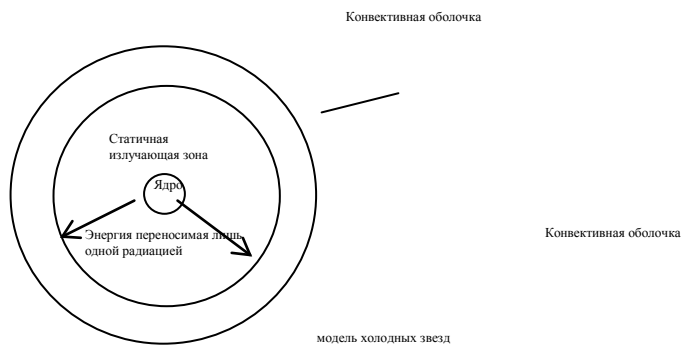 Конвективная оболочка
Статичная
излучающая зона
Ядро
Энергия переносимая лишь
одной радиацией
Конвективная оболочка
модель холодных звезд